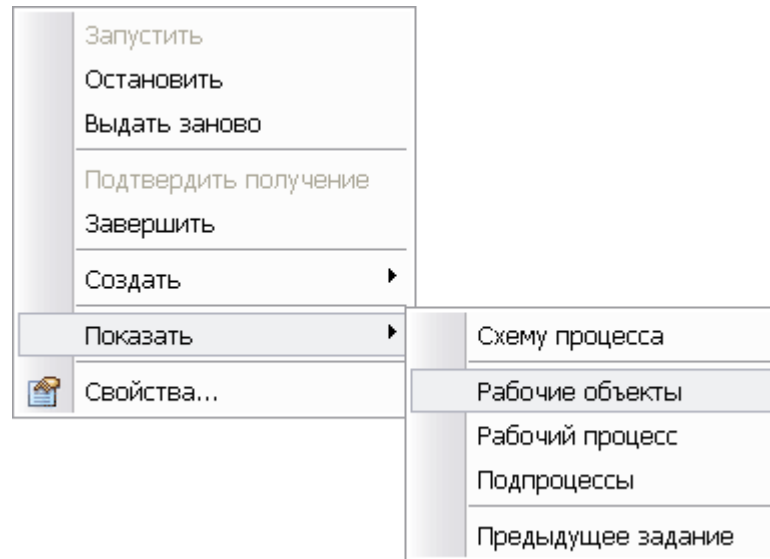 Запустить
Остановить
Выдать заново
Подтвердить получение
Завершить
Создать
Показать
Свойства...
Схему процесса
Рабочие объекты
Рабочий процесс
Подпроцессы
Предыдущее задание